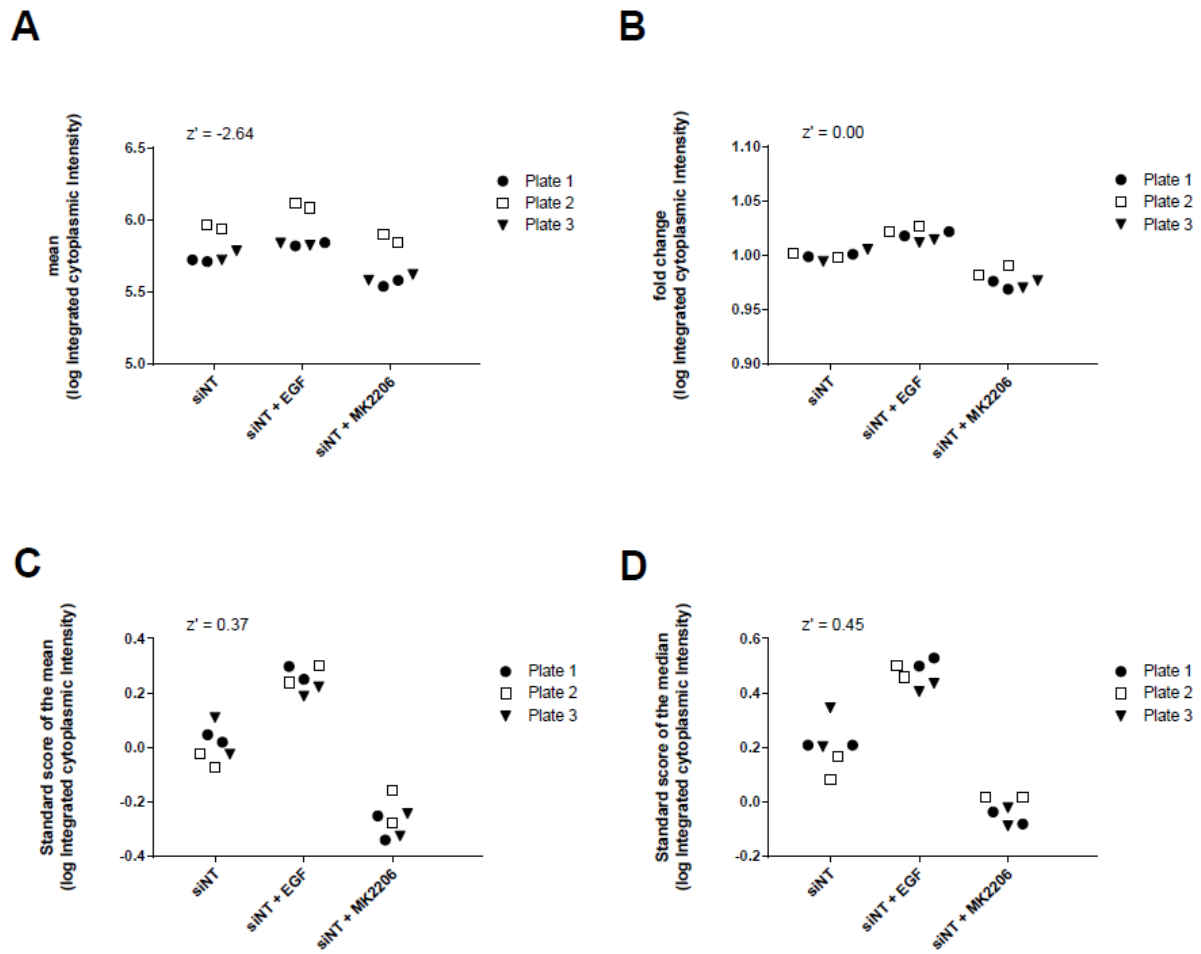 A
mean
(log Integrated cytoplasmic Intensity)
z' = -2.64
6.5
6.0
5.5
5.0
siNT
siNT + EGF
siNT + MK2206
Plate 1
Plate 2
Plate 3
B
fold change
(log Integrated cytoplasmic Intensity)
z' = 0.00
1.10
1.05
1.00
0.95
0.90
siNT
siNT + EGF
siNT + MK2206
Plate 1
Plate 2
Plate 3
C
Standard score of the mean
(log Integrated cytoplasmic Intensity)
z' = 0.37
0.4
0.2
0.0
-0.2
-0.4
siNT
siNT + EGF
siNT + MK2206
Plate 1
Plate 2
Plate 3
D
Standard score of the median
(log Integrated cytoplasmic Intensity)
z' = 0.45
0.6
0.4
0.2
0.0
-0.2
siNT
siNT + EGF
siNT + MK2206
Plate 1
Plate 2
Plate 3